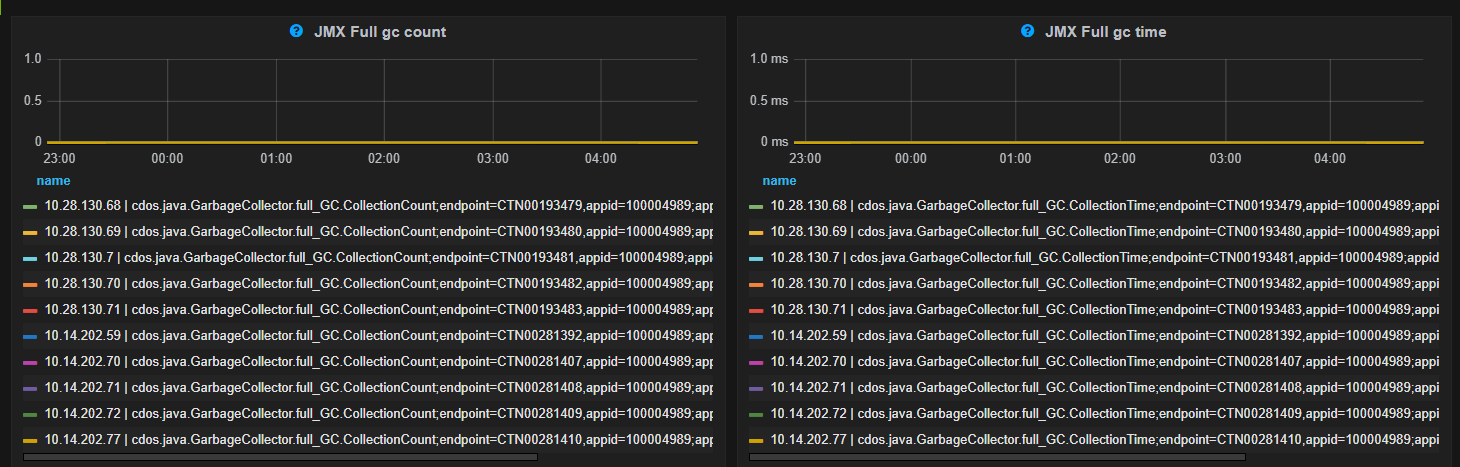 JMX Full gc count
1.0
0.5
0
23:00 00:00 01:00 02:00 03:00 04:00
name
10.28.130.68 | cdos.java.GarbageCollector.full_GC.CollectionCount;endpoint=CTN00193479,appid=100004989;app
10.28.130.69 | cdos.java.GarbageCollector.full_GC.CollectionCount;endpoint=CTN00193480,appid=100004989;app
10.28.130.7 | cdos.java.GarbageCollector.full_GC.CollectionCount;endpoint=CTN00193481,appid=100004989;appid
10.28.130.70 | cdos.java.GarbageCollector.full_GC.CollectionCount;endpoint=CTN00193482,appid=100004989;app
10.28.130.71 | cdos.java.GarbageCollector.full_GC.CollectionCount;endpoint=CTN00193483,appid=100004989;app
10.14.202.59 | cdos.java.GarbageCollector.full_GC.CollectionCount;endpoint=CTN00281392,appid=100004989;app
10.14.202.70 | cdos.java.GarbageCollector.full_GC.CollectionCount;endpoint=CTN00281407,appid=100004989;app
10.14.202.71 | cdos.java.GarbageCollector.full_GC.CollectionCount;endpoint=CTN00281408,appid=100004989;app
10.14.202.72 | cdos.java.GarbageCollector.full_GC.CollectionCount;endpoint=CTN00281409,appid=100004989;app
10.14.202.77 | cdos.java.GarbageCollector.full_GC.CollectionCount;endpoint=CTN00281410,appid=100004989;app
JMX Full gc time
1.0 ms
0.5 ms
0 ms
23:00 00:00 01:00 02:00 03:00 04:00
name
10.28.130.68 | cdos.java.GarbageCollector.full_GC.CollectionTime;endpoint=CTN00193479,appid=100004989;appi
10.28.130.69 | cdos.java.GarbageCollector.full_GC.CollectionTime;endpoint=CTN00193480,appid=100004989;appi
10.28.130.7 | cdos.java.GarbageCollector.full_GC.CollectionTime;endpoint=CTN00193481,appid=100004989;appid
10.28.130.70 | cdos.java.GarbageCollector.full_GC.CollectionTime;endpoint=CTN00193482,appid=100004989;appi
10.28.130.71 | cdos.java.GarbageCollector.full_GC.CollectionTime;endpoint=CTN00193483,appid=100004989;appi
10.14.202.59 | cdos.java.GarbageCollector.full_GC.CollectionTime;endpoint=CTN00281392,appid=100004989;appi
10.14.202.70 | cdos.java.GarbageCollector.full_GC.CollectionTime;endpoint=CTN00281407,appid=100004989;appi
10.14.202.71 | cdos.java.GarbageCollector.full_GC.CollectionTime;endpoint=CTN00281408,appid=100004989;appi
10.14.202.72 | cdos.java.GarbageCollector.full_GC.CollectionTime;endpoint=CTN00281409,appid=100004989;appi
10.14.202.77 | cdos.java.GarbageCollector.full_GC.CollectionTime;endpoint=CTN00281410,appid=100004989;appi